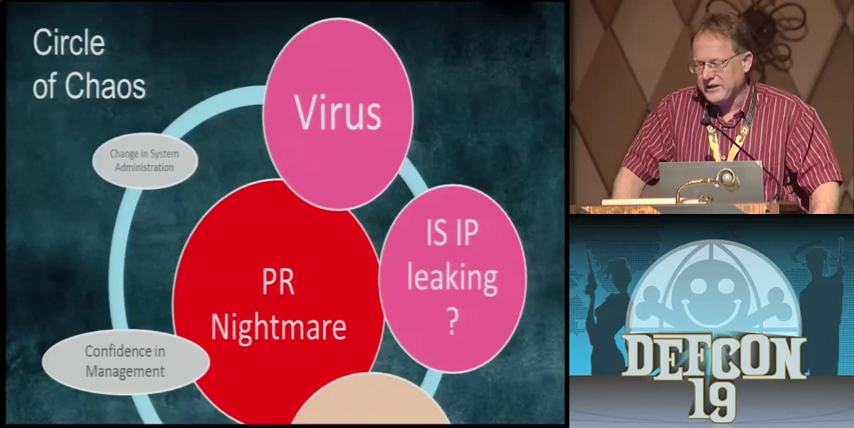 Circle
of Chaos
Virus
Change in System
Administration
IS IP
leaking
?
PR
Nightmare
Confidence in
Management
DEFCON
19